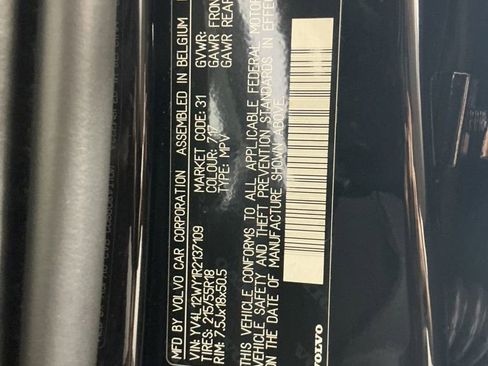 MFD BY VOLVO CAR CORPORATION ASSEMBLED IN BELGIUM
VIN: YV4L12WY1R2137109
TIRES: 215/55R18
RIM: 7.5Jx18x50.5
MARKET CODE: 31
COLOUR: 717
TYPE: MPV
GVWR:
GAWR FRON
GAWR REAR
THIS VEHICLE CONFORMS TO ALL APPLICABLE FEDERAL MOTOR
VEHICLE SAFETY AND THEFT PREVENTION STANDARDS IN EFFEC
ON THE DATE OF MANUFACTURE SHOWN ABOVE
VOLVO